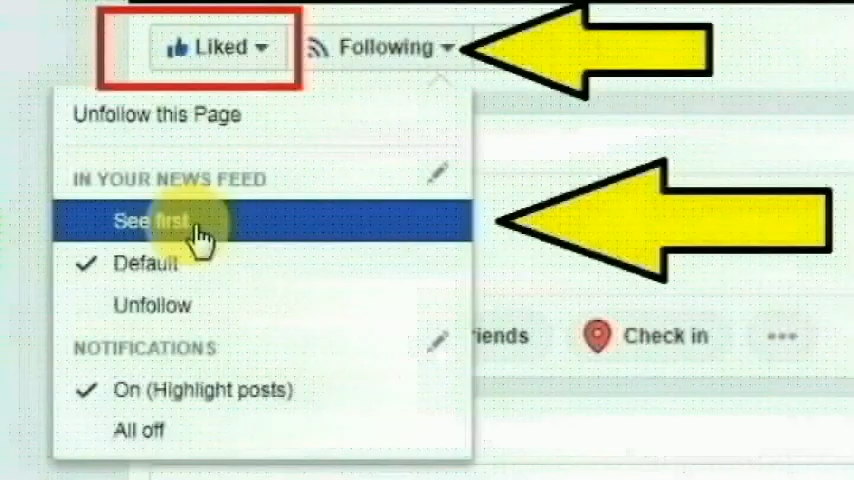 Liked Following
Unfollow this Page
IN YOUR NEWS FEED
See first
Default
Unfollow
NOTIFICATIONS
riends Check in
On (Highlight posts)
All off